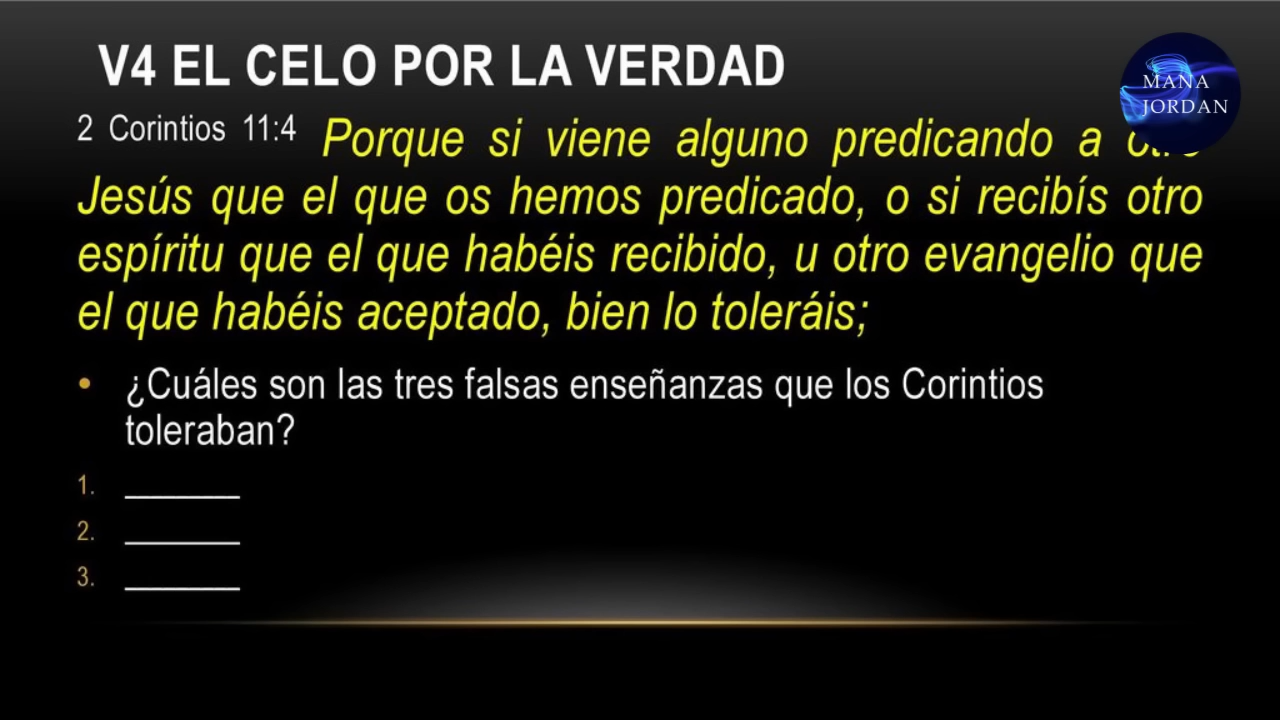 V4 EL CELO POR LA VERDAD
MANA
JORDAN
2 Corintios 11:4 Porque si viene alguno predicando a
Jesús que el que os hemos predicado, o si recibís otro
espíritu que el que habéis recibido, u otro evangelio que
el que habéis aceptado, bien lo toleráis;
• ¿Cuáles son las tres falsas enseñanzas que los Corintios
toleraban?
1. ________
2. ________
3. ________